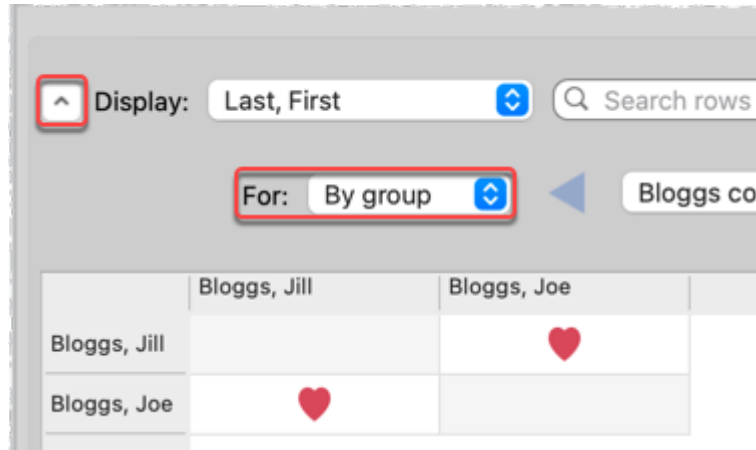 Display: Last, First Search rows
For: By group Bloggs co
Bloggs, Jill Bloggs, Joe
Bloggs, Jill
Bloggs, Joe